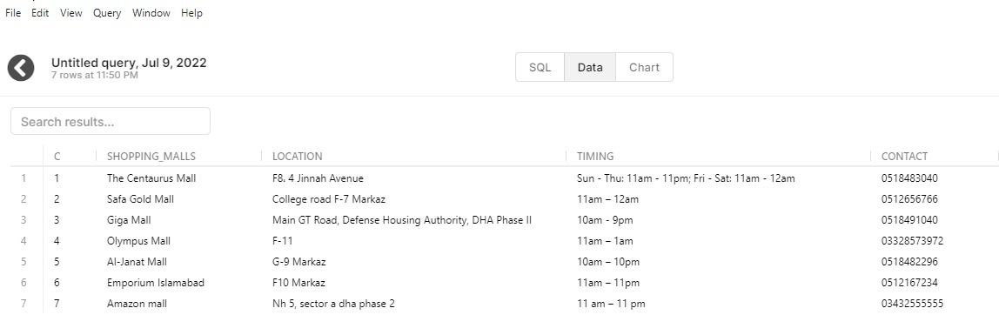 File Edit View Query Window Help
Untitled query, Jul 9, 2022
7 rows at 11:50 PM
SQL Data Chart
Search results...
C SHOPPING_MALLS LOCATION TIMING CONTACT
1 1 The Centaurus Mall F8, 4 Jinnah Avenue Sun - Thu: 11am - 11pm; Fri - Sat: 11am - 12am 0518483040
2 2 Safa Gold Mall College road F-7 Markaz 11am – 12am 0512656766
3 3 Giga Mall Main GT Road, Defense Housing Authority, DHA Phase II 10am - 9pm 0518491040
4 4 Olympus Mall F-11 11am – 1am 03328573972
5 5 Al-Janat Mall G-9 Markaz 10am – 10pm 0518482296
6 6 Emporium Islamabad F10 Markaz 11am – 11pm 0512167234
7 7 Amazon mall Nh 5, sector a dha phase 2 11 am – 11 pm 03432555555